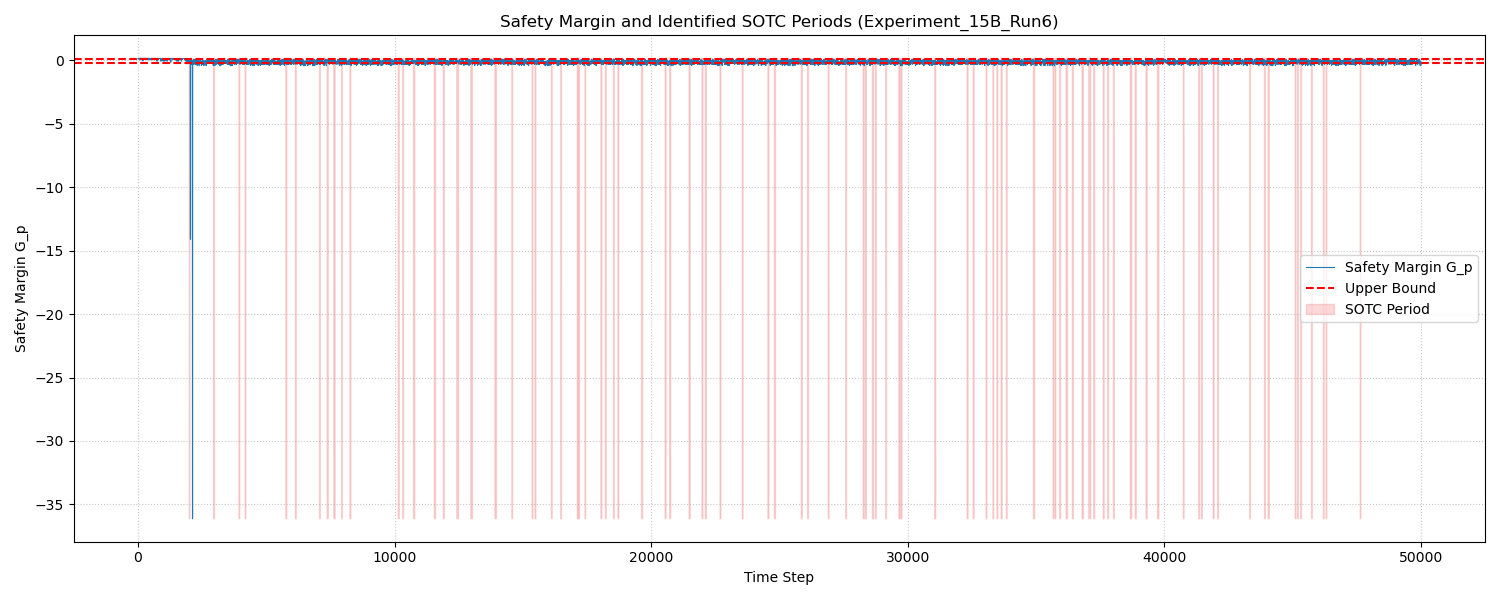 Safety Margin and Identified SOTC Periods (Experiment_15B_Run6)
Safety Margin G_p
0
−5
−10
−15
−20
−25
−30
−35
Safety Margin G_p
Upper Bound
SOTC Period
0
10000
20000
30000
40000
50000
Time Step